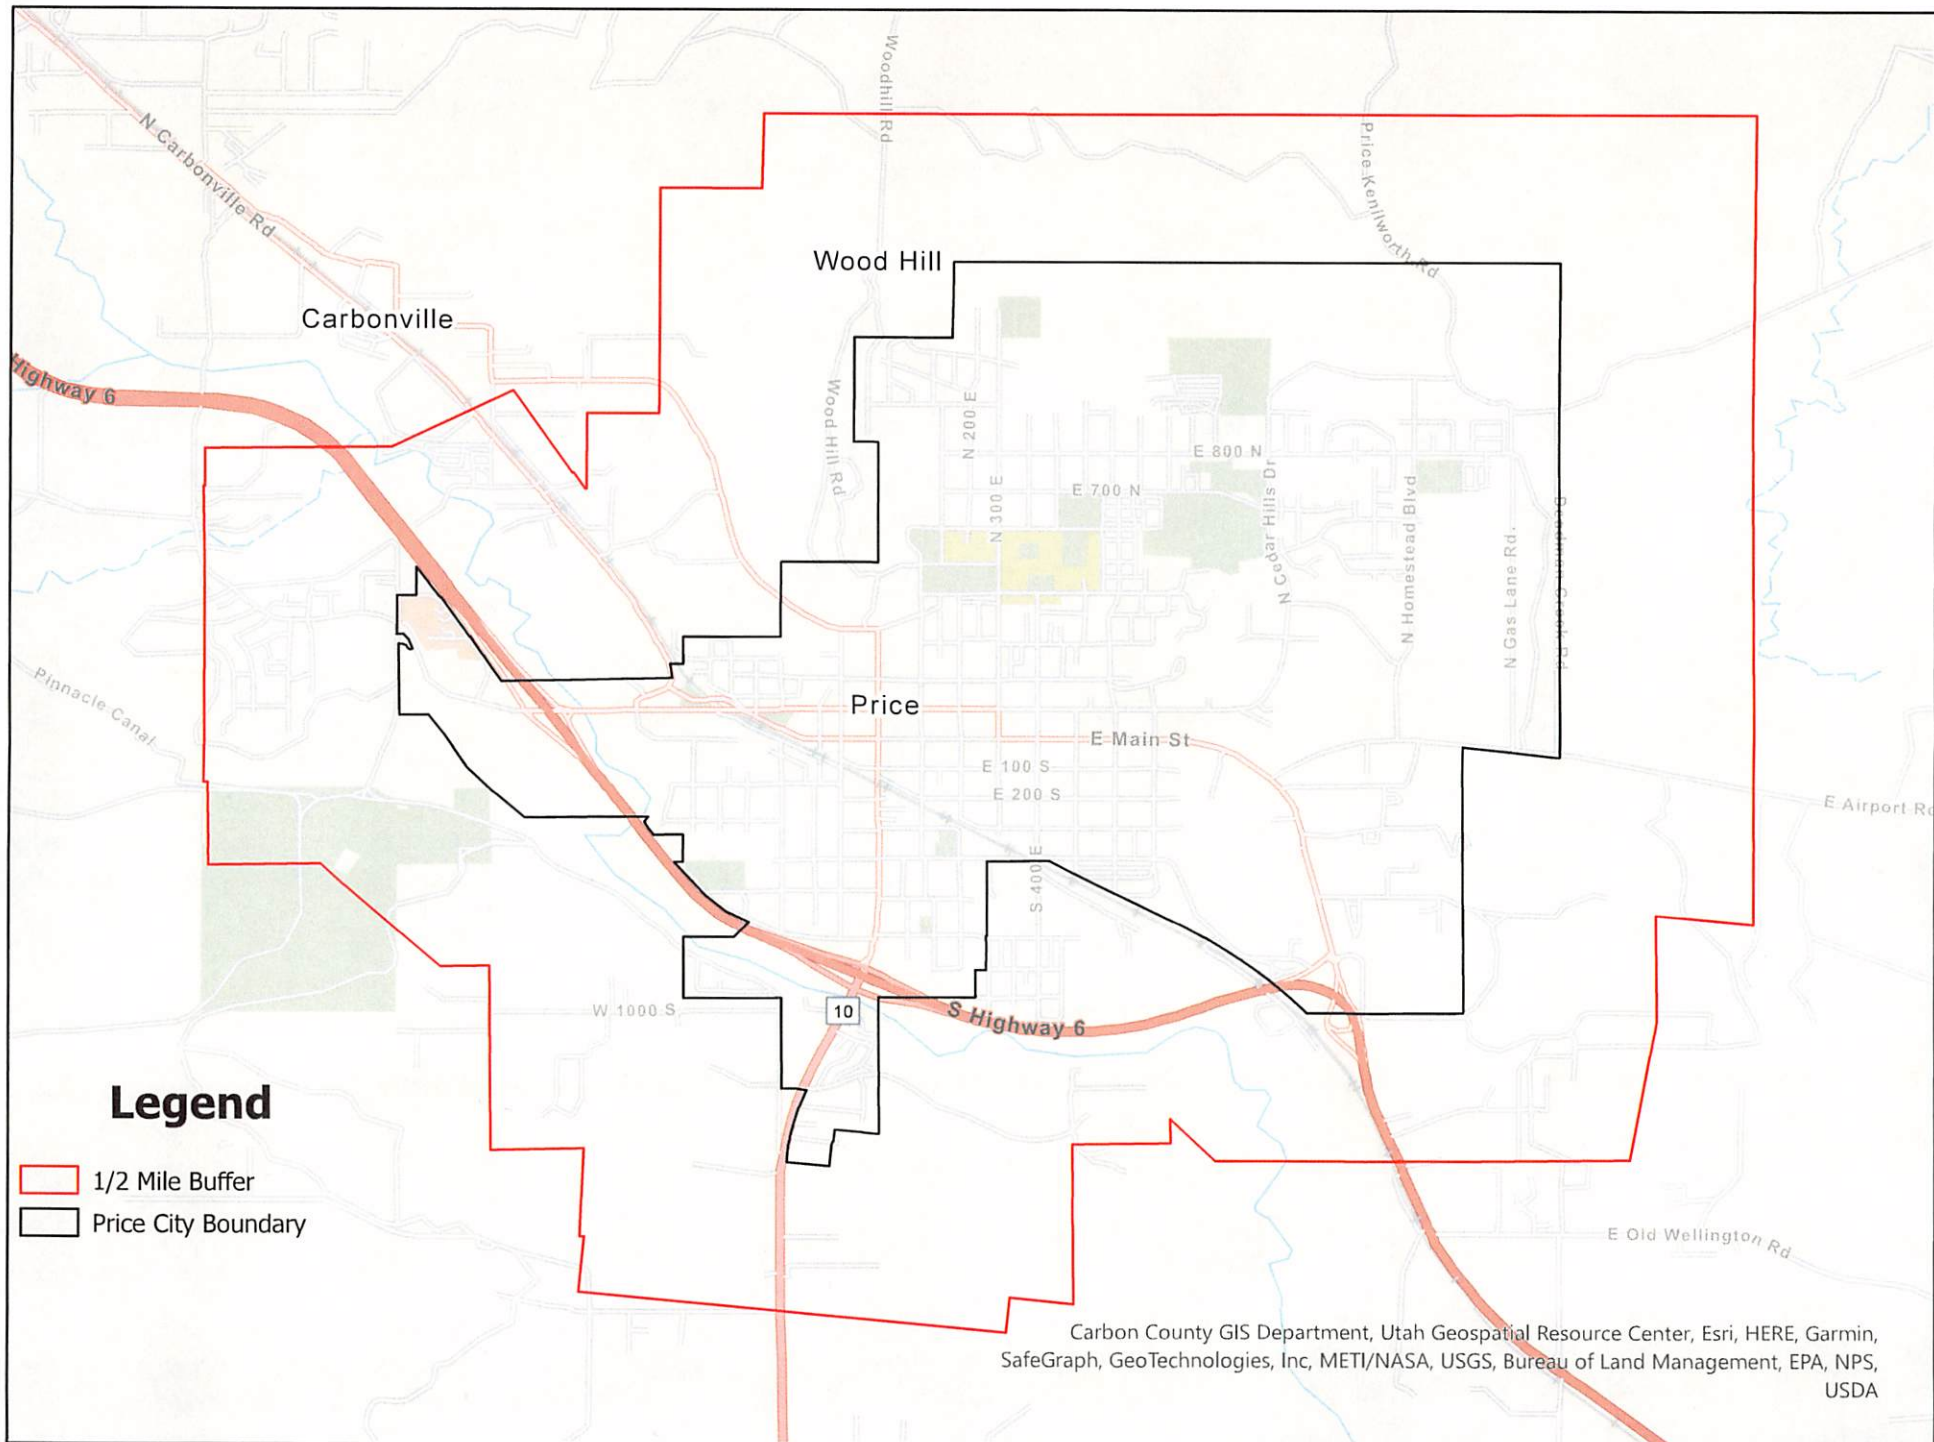 Woodhill Rd
N Carbonville Rd
Price-Kenilworth Rd
Wood Hill
Carbonville
Highway 6
Wood Hill Rd
N 200 E
E 800 N
E 700 N
N 300 E
N Cedar Hills Dr
N Homestead Blvd
N Gas Lane Rd.
Deadman Creek Rd
Pinnacle Canal
Price
E Main St
E 100 S
E 200 S
E Airport Rd
S 400 E
W 1000 S
10
S Highway 6
Legend
1/2 Mile Buffer
Price City Boundary
E Old Wellington Rd
Carbon County GIS Department, Utah Geospatial Resource Center, Esri, HERE, Garmin,
SafeGraph, GeoTechnologies, Inc, METI/NASA, USGS, Bureau of Land Management, EPA, NPS,
USDA